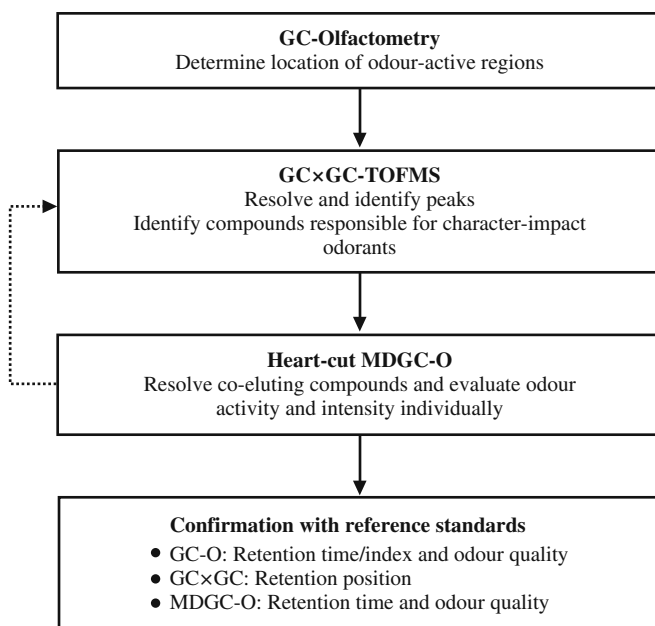 GC-Olfactometry
Determine location of odour-active regions
GC×GC-TOFMS
Resolve and identify peaks
Identify compounds responsible for character-impact
odorants
Heart-cut MDGC-O
Resolve co-eluting compounds and evaluate odour
activity and intensity individually
Confirmation with reference standards
● GC-O: Retention time/index and odour quality
● GC×GC: Retention position
● MDGC-O: Retention time and odour quality